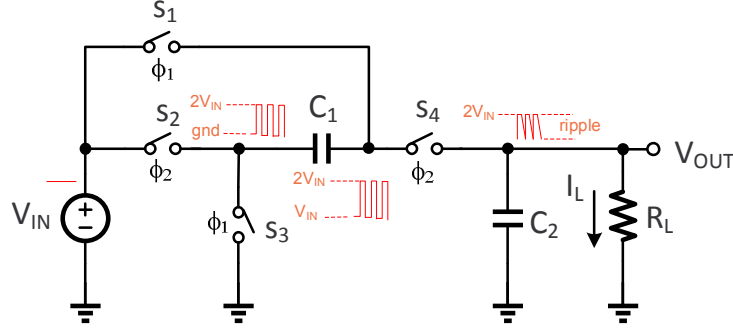 S1
ϕ1
S2
ϕ2
2VIN
gnd
C1
S4
ϕ2
2VIN
ripple
VOUT
2VIN
VIN
VIN
ϕ1
S3
C2
IL
RL